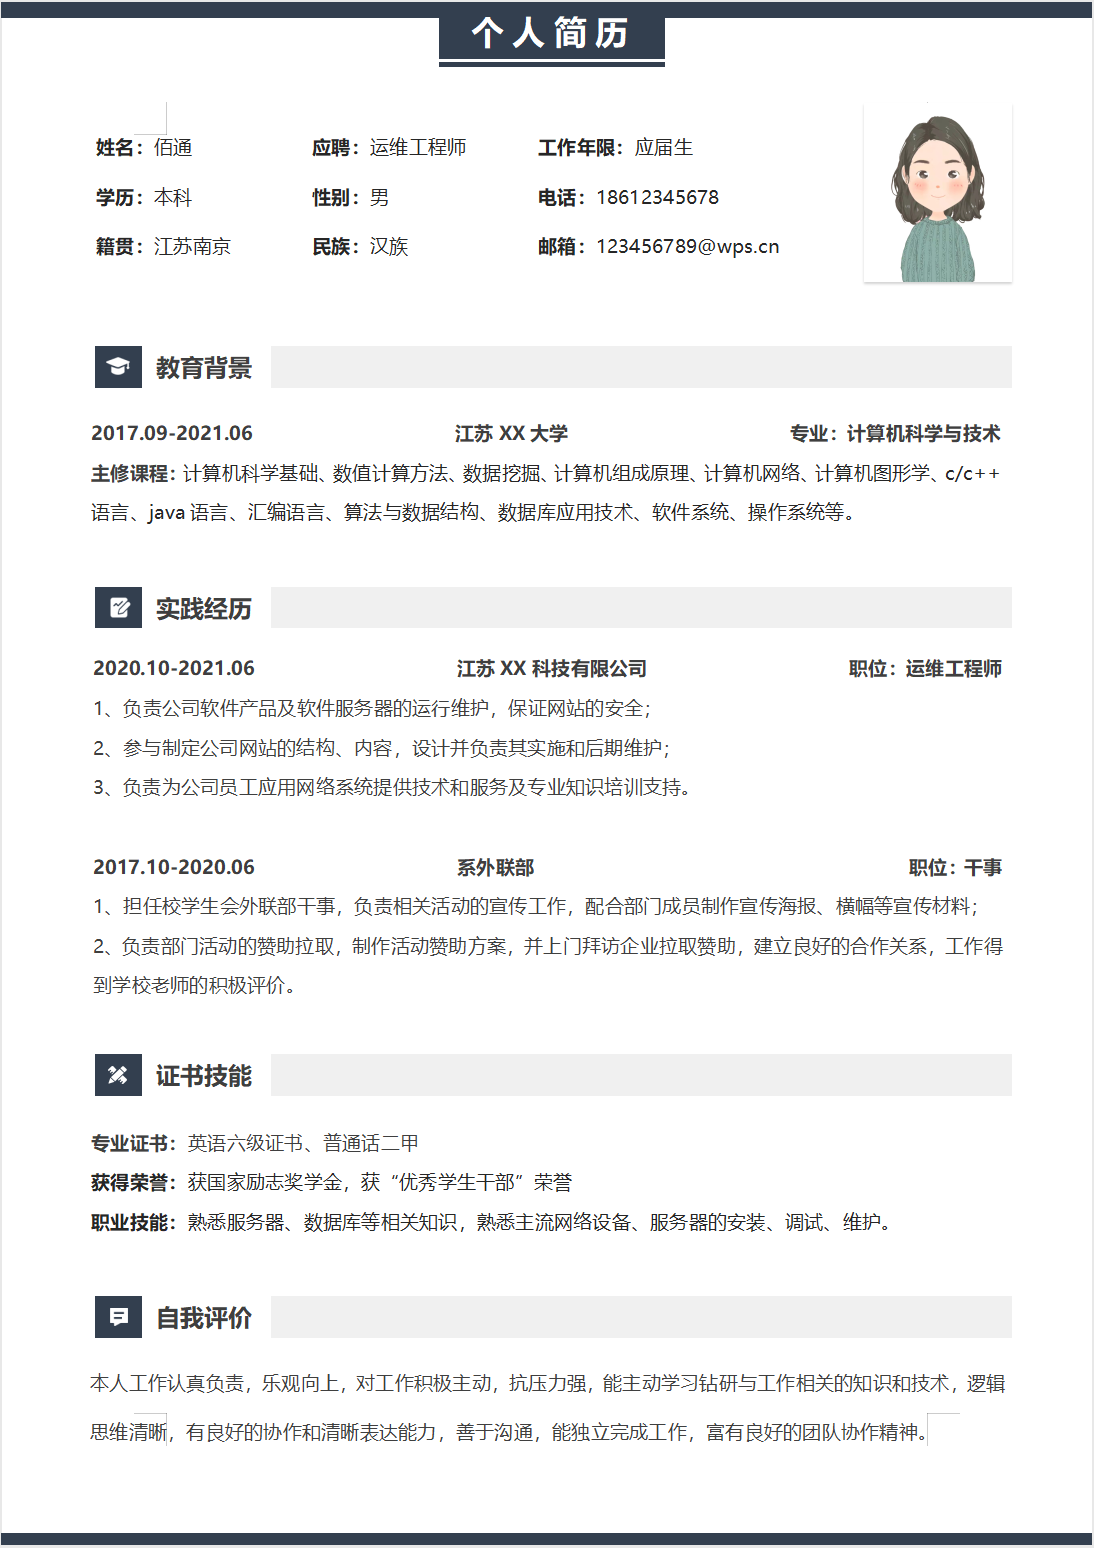 个人简历
姓名：佰通 应聘：运维工程师 工作年限：应届生
学历：本科 性别：男 电话：18612345678
籍贯：江苏南京 民族：汉族 邮箱：123456789@wps.cn
教育背景
2017.09-2021.06 江苏 XX 大学 专业：计算机科学与技术
主修课程：计算机科学基础、数值计算方法、数据挖掘、计算机组成原理、计算机网络、计算机图形学、c/c++
语言、java 语言、汇编语言、算法与数据结构、数据库应用技术、软件系统、操作系统等。
实践经历
2020.10-2021.06 江苏 XX 科技有限公司 职位：运维工程师
1、负责公司软件产品及软件服务器的运行维护，保证网站的安全；
2、参与制定公司网站的结构、内容，设计并负责其实施和后期维护；
3、负责为公司员工应用网络系统提供技术和服务及专业知识培训支持。
2017.10-2020.06 系外联部 职位：干事
1、担任校学生会外联部干事，负责相关活动的宣传工作，配合部门成员制作宣传海报、横幅等宣传材料；
2、负责部门活动的赞助拉取，制作活动赞助方案，并上门拜访企业拉取赞助，建立良好的合作关系，工作得
到学校老师的积极评价。
证书技能
专业证书：英语六级证书、普通话二甲
获得荣誉：获国家励志奖学金，获“优秀学生干部”荣誉
职业技能：熟悉服务器、数据库等相关知识，熟悉主流网络设备、服务器的安装、调试、维护。
自我评价
本人工作认真负责，乐观向上，对工作积极主动，抗压力强，能主动学习钻研与工作相关的知识和技术，逻辑
思维清晰，有良好的协作和清晰表达能力，善于沟通，能独立完成工作，富有良好的团队协作精神。